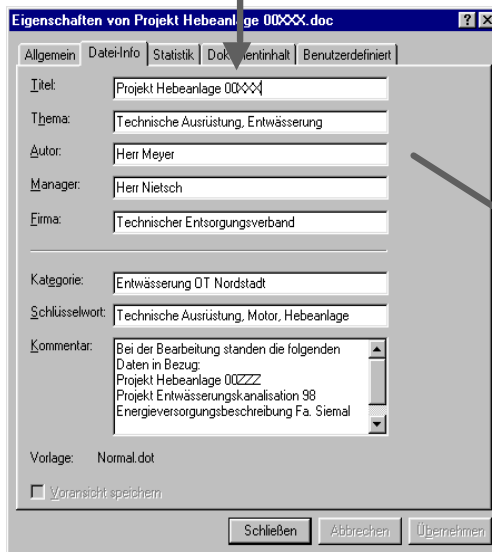 Eigenschaften von Projekt Hebeanlage 00XXX.doc
Allgemein Datei-Info Statistik Dokumentinhalt Benutzerdefiniert
Titel: Projekt Hebeanlage 00XXX
Thema: Technische Ausrüstung, Entwässerung
Autor: Herr Meyer
Manager: Herr Nietsch
Firma: Technischer Entsorgungsverband
Kategorie: Entwässerung OT Nordstadt
Schlüsselwort: Technische Ausrüstung, Motor, Hebeanlage
Kommentar: Bei der Bearbeitung standen die folgenden
Daten in Bezug:
Projekt Hebeanlage 00ZZZ
Projekt Entwässerungskanalisation 98
Energieversorgungsbeschreibung Fa. Siemal
Vorlage: Normal.dot
Voransicht speichern
Schließen Abbrechen Übernehmen